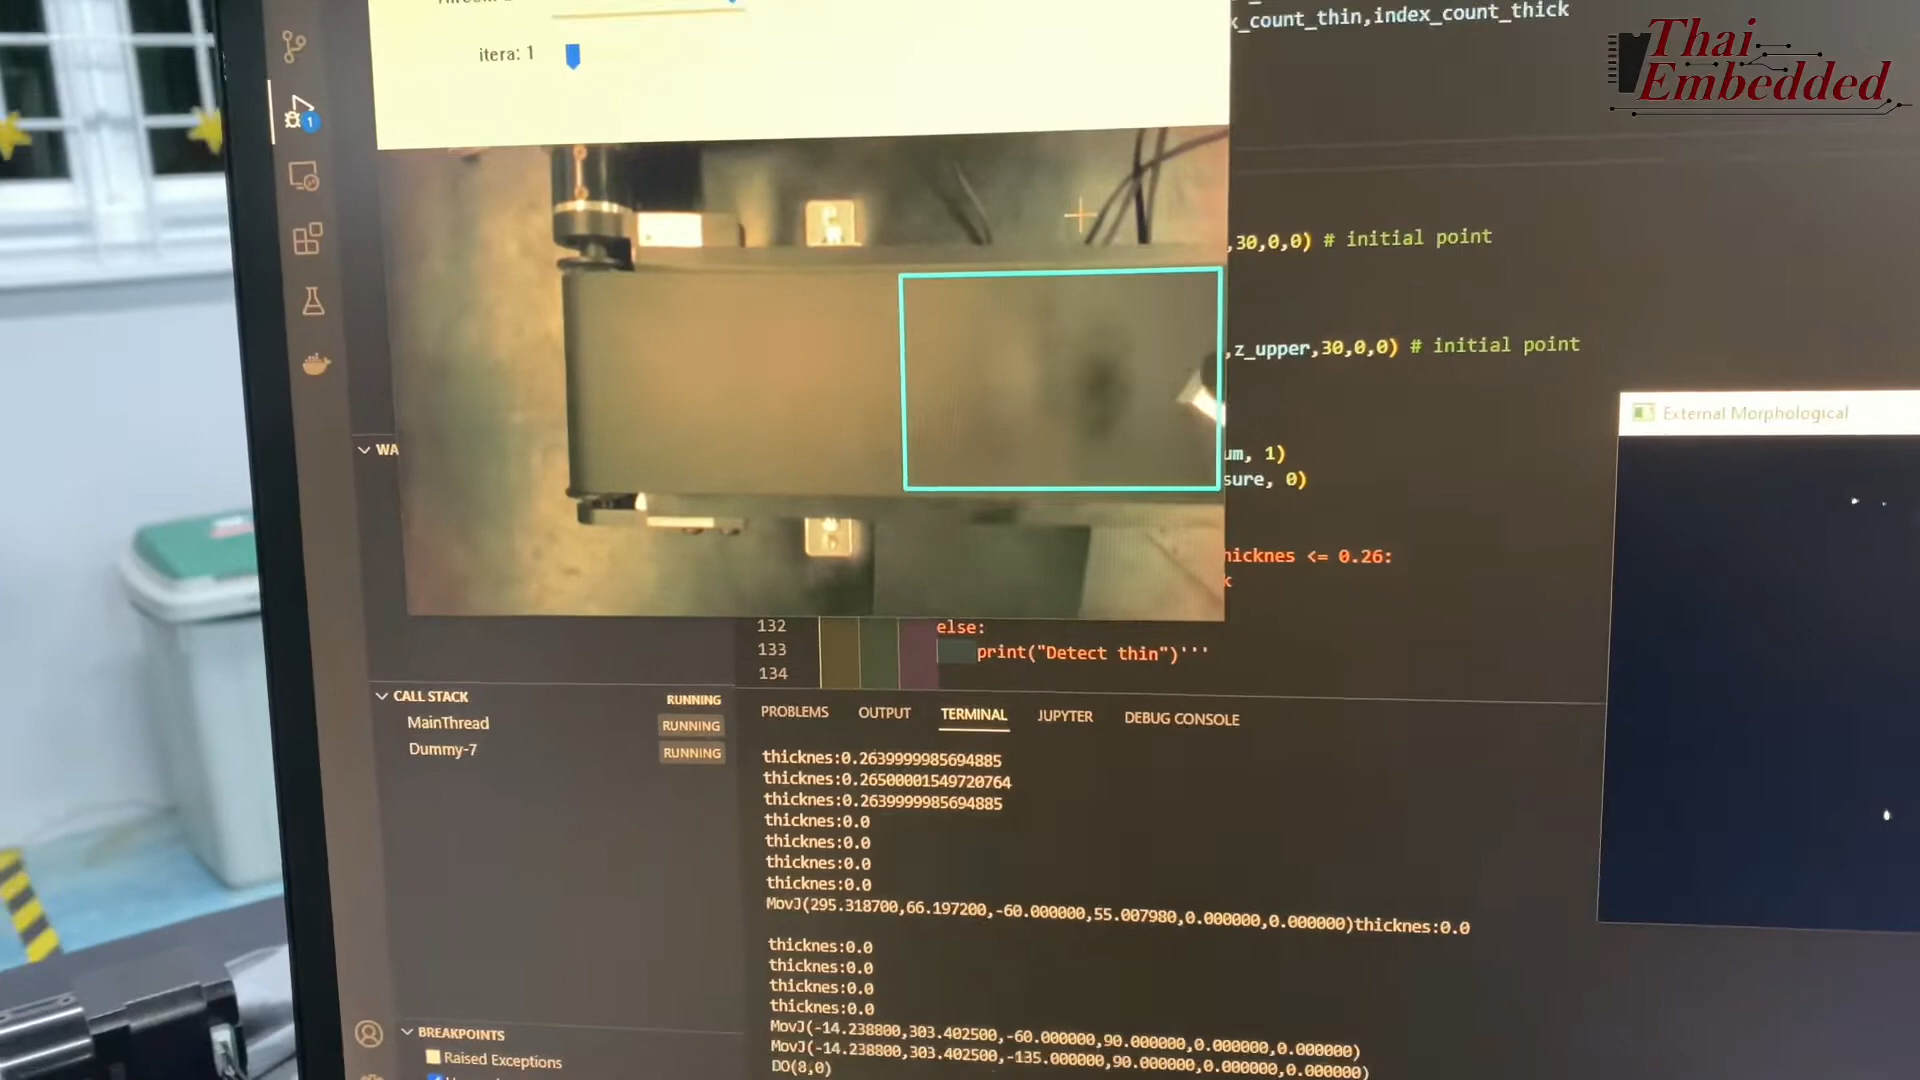 Thai
Embedded
k_count_thin,index_count_thick
itera: 1
1
,30,0,0) # initial point
,z_upper,30,0,0) # initial point
External Morphological
WA
um, 1)
sure, 0)
hicknes <= 0.26:
k
132 else:
133 print("Detect thin")'''
134
CALL STACK RUNNING
MainThread RUNNING
Dummy-7 RUNNING
PROBLEMS OUTPUT TERMINAL JUPYTER DEBUG CONSOLE
thicknes:0.2639999985694885
thicknes:0.26500001549720764
thicknes:0.2639999985694885
thicknes:0.0
thicknes:0.0
thicknes:0.0
thicknes:0.0
MovJ(295.318700,66.197200,-60.000000,55.007980,0.000000,0.000000)thicknes:0.0
thicknes:0.0
thicknes:0.0
thicknes:0.0
thicknes:0.0
MovJ(-14.238800,303.402500,-60.000000,90.000000,0.000000,0.000000)
MovJ(-14.238800,303.402500,-135.000000,90.000000,0.000000,0.000000)
DO(8,0)
BREAKPOINTS
Raised Exceptions